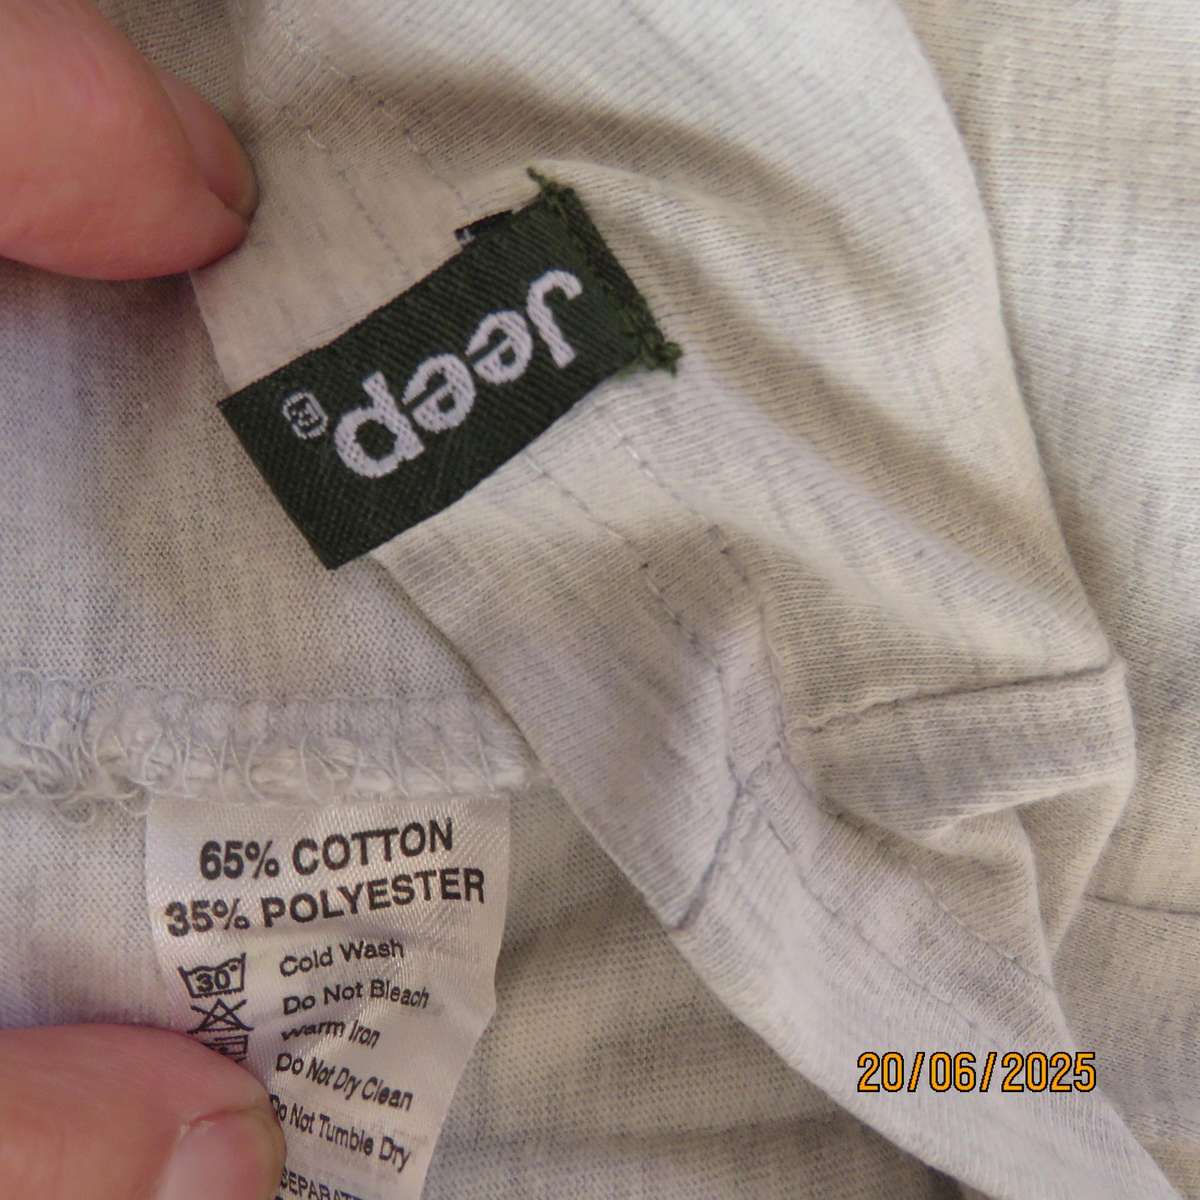 Jeep
65% COTTON
35% POLYESTER
30° Cold Wash
Do Not Bleach
warm Iron
Do Not Dry Clean
Do Not Tumble Dry
20/06/2025